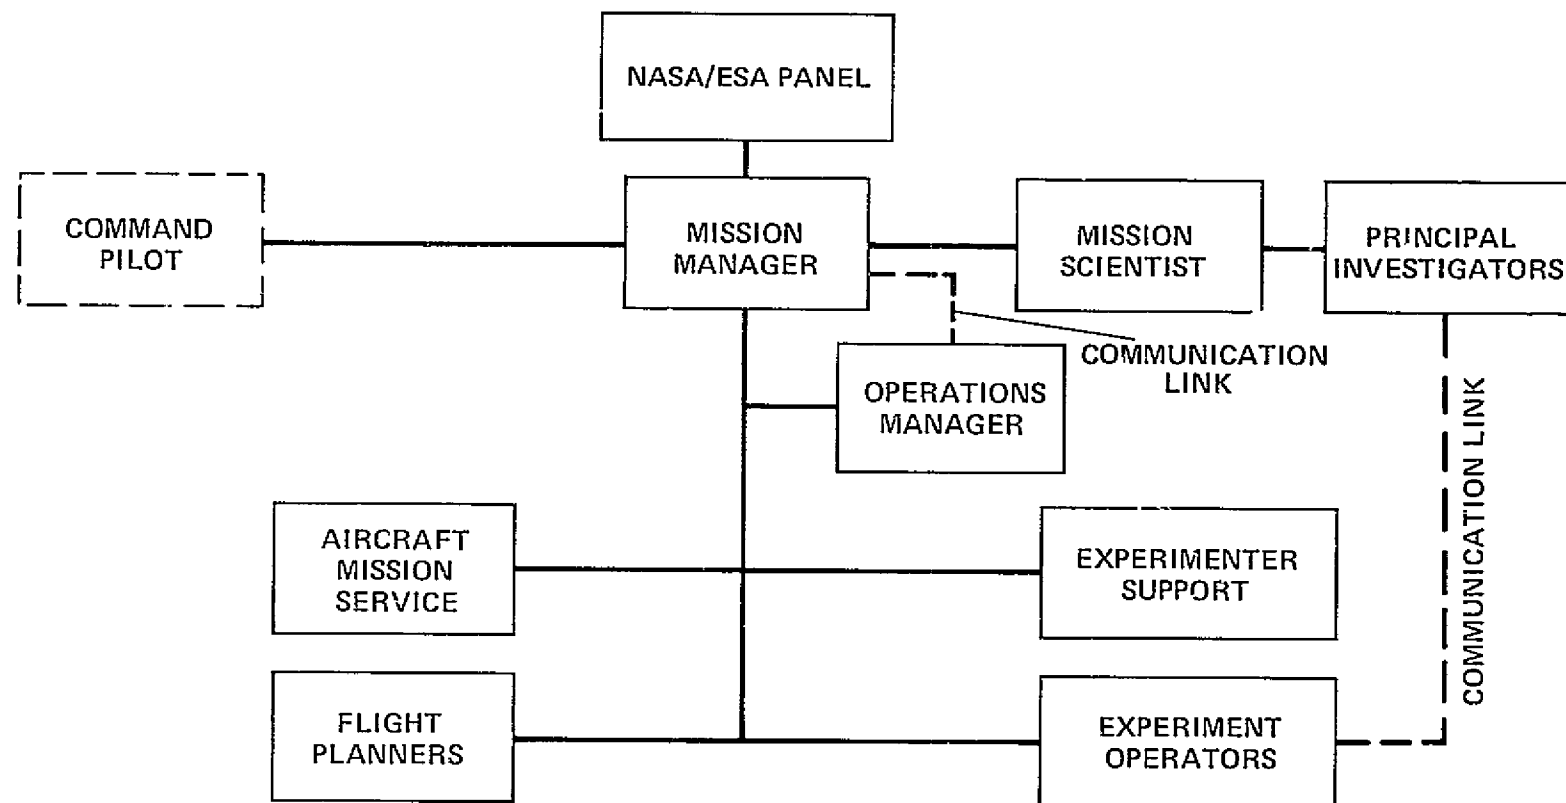 NASA/ESA PANEL
COMMAND
PILOT
MISSION
MANAGER
MISSION
SCIENTIST
PRINCIPAL
INVESTIGATORS
COMMUNICATION
LINK
OPERATIONS
MANAGER
COMMUNICATION LINK
AIRCRAFT
MISSION
SERVICE
EXPERIMENTER
SUPPORT
FLIGHT
PLANNERS
EXPERIMENT
OPERATORS